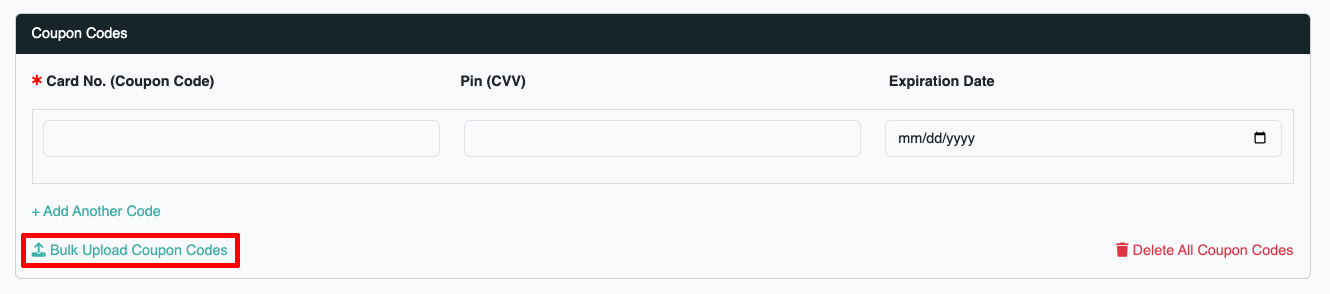 Coupon Codes
* Card No. (Coupon Code) Pin (CVV) Expiration Date
mm/dd/yyyy
+ Add Another Code
Bulk Upload Coupon Codes Delete All Coupon Codes